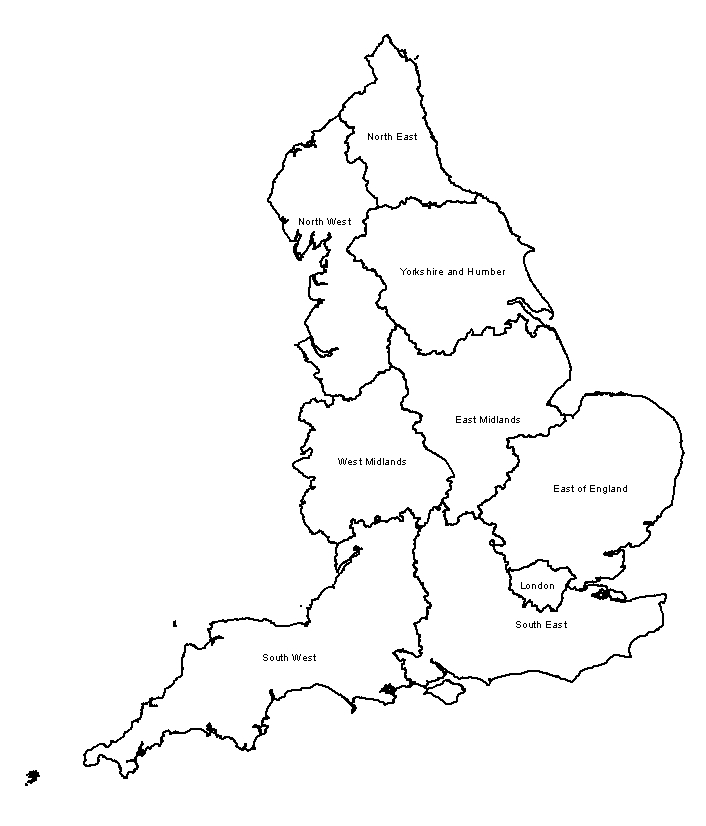 North East
North West
Yorkshire and Humber
East Midlands
West Midlands
East of England
London
South East
South West